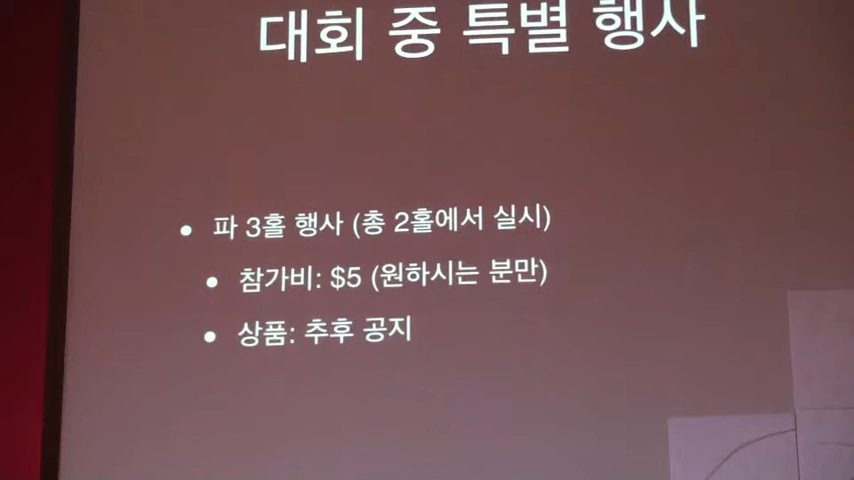 대회 중 특별 행사
• 파 3홀 행사 (총 2홀에서 실시)
• 참가비: $5 (원하시는 분만)
• 상품: 추후 공지